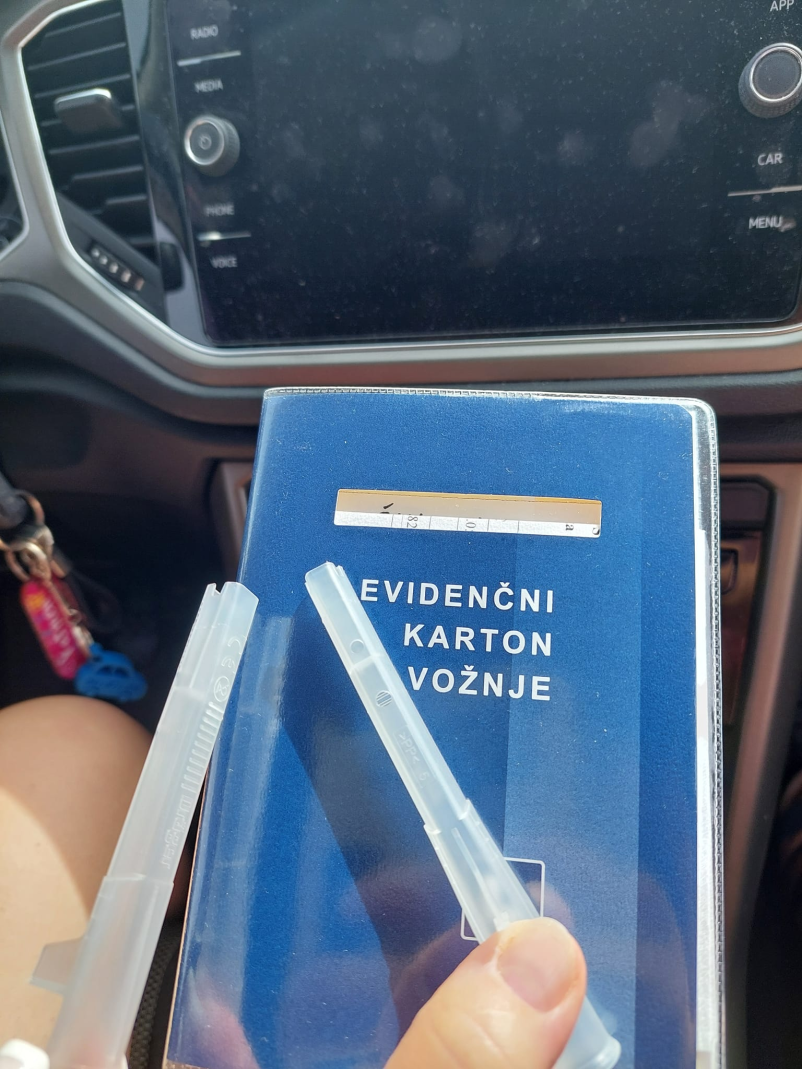 RADIO
MEDIA
PHONE
VOICE
APP
CAR
MENU
EVIDENČNI
KARTON
VOŽNJE